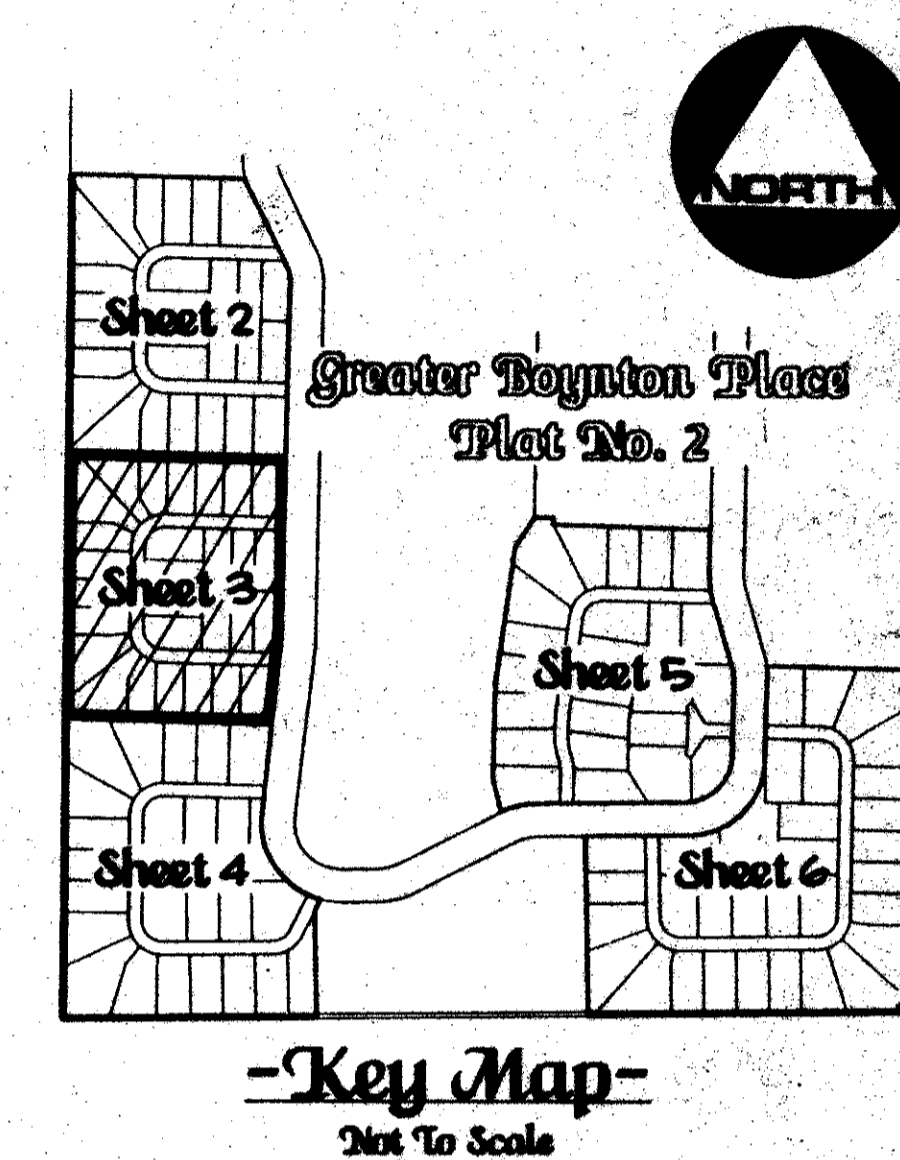 NORTH
Sheet 2
Greater Boynton Place
Plat No. 2
Sheet 3
Sheet 5
Sheet 4
Sheet 6
-Key Map-
Not To Scale